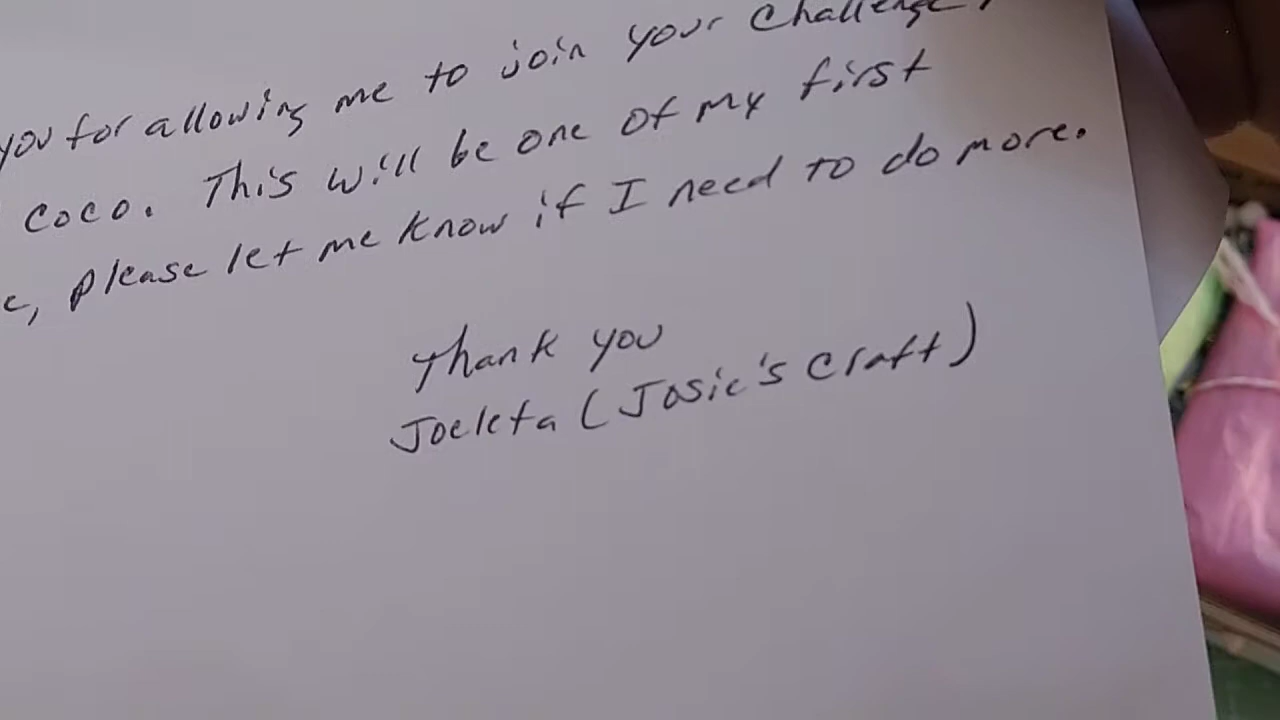 you for allowing me to join your Challenge,
coco. This will be one of my first
please let me know if I need to do more.
Thank you
Joeleta (Josie's Craft)